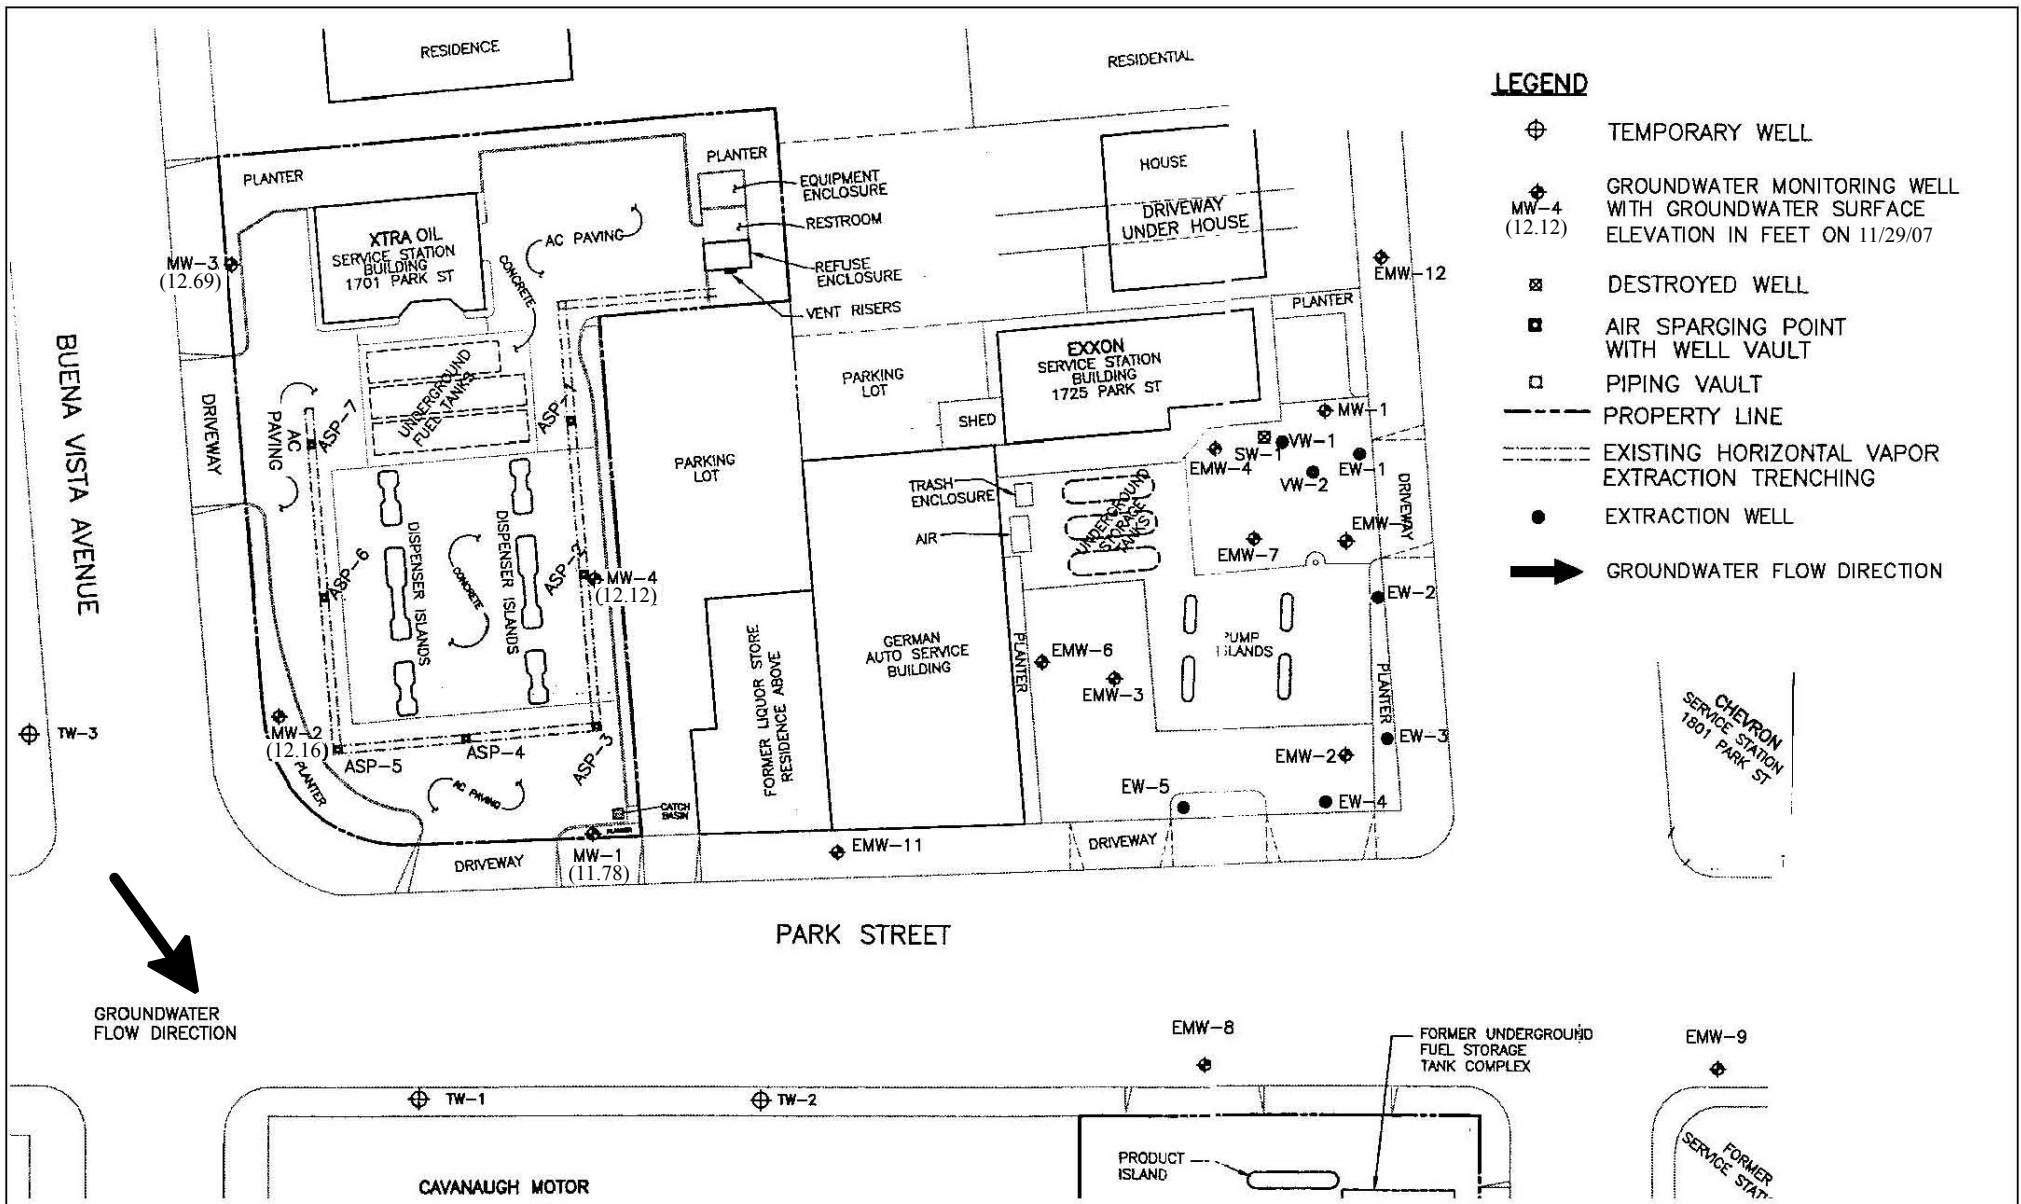 RESIDENCE
RESIDENTIAL
PLANTER
PLANTER
EQUIPMENT
ENCLOSURE
RESTROOM
REFUSE
ENCLOSURE
VENT RISERS
AC PAVING
CONCRETE
XTRA OIL
SERVICE STATION
BUILDING
1701 PARK ST
MW-3
(12.69)
HOUSE
DRIVEWAY
UNDER HOUSE
EMW-12
PLANTER
BUENA VISTA AVENUE
DRIVEWAY
AC
PAVING
ASP-7
UNDERGROUND
FUEL TANKS
ASP-1
PARKING
LOT
PARKING
LOT
SHED
EXXON
SERVICE STATION
BUILDING
1725 PARK ST
MW-1
VW-1
SW-1
EMW-4
VW-2
EW-1
DRIVEWAY
TRASH
ENCLOSURE
AIR
UNDERGROUND
STORAGE
TANKS
EMW-7
EW-2
ASP-6
DISPENSER ISLANDS
CONCRETE
DISPENSER ISLANDS
ASP-2
MW-4
(12.12)
FORMER LIQUOR STORE
RESIDENCE ABOVE
GERMAN
AUTO SERVICE
BUILDING
PLANTER
EMW-6
EMW-3
PUMP
ISLANDS
PLANTER
EW-3
EMW-2
EW-5
EW-4
TW-3
MW-2
(12.16)
ASP-5
ASP-4
ASP-3
PLANTER
AC PAVING
CATCH
BASIN
PLANTER
DRIVEWAY
MW-1
(11.78)
EMW-11
DRIVEWAY
PARK STREET
GROUNDWATER
FLOW DIRECTION
TW-1
TW-2
CAVANAUGH MOTOR
EMW-8
FORMER UNDERGROUND
FUEL STORAGE
TANK COMPLEX
PRODUCT
ISLAND
EMW-9
FORMER
SERVICE
CHEVRON
SERVICE STATION
1801 PARK ST
LEGEND
TEMPORARY WELL
MW-4
(12.12)
GROUNDWATER MONITORING WELL
WITH GROUNDWATER SURFACE
ELEVATION IN FEET ON 11/29/07
DESTROYED WELL
AIR SPARGING POINT
WITH WELL VAULT
PIPING VAULT
PROPERTY LINE
EXISTING HORIZONTAL VAPOR
EXTRACTION TRENCHING
EXTRACTION WELL
GROUNDWATER FLOW DIRECTION